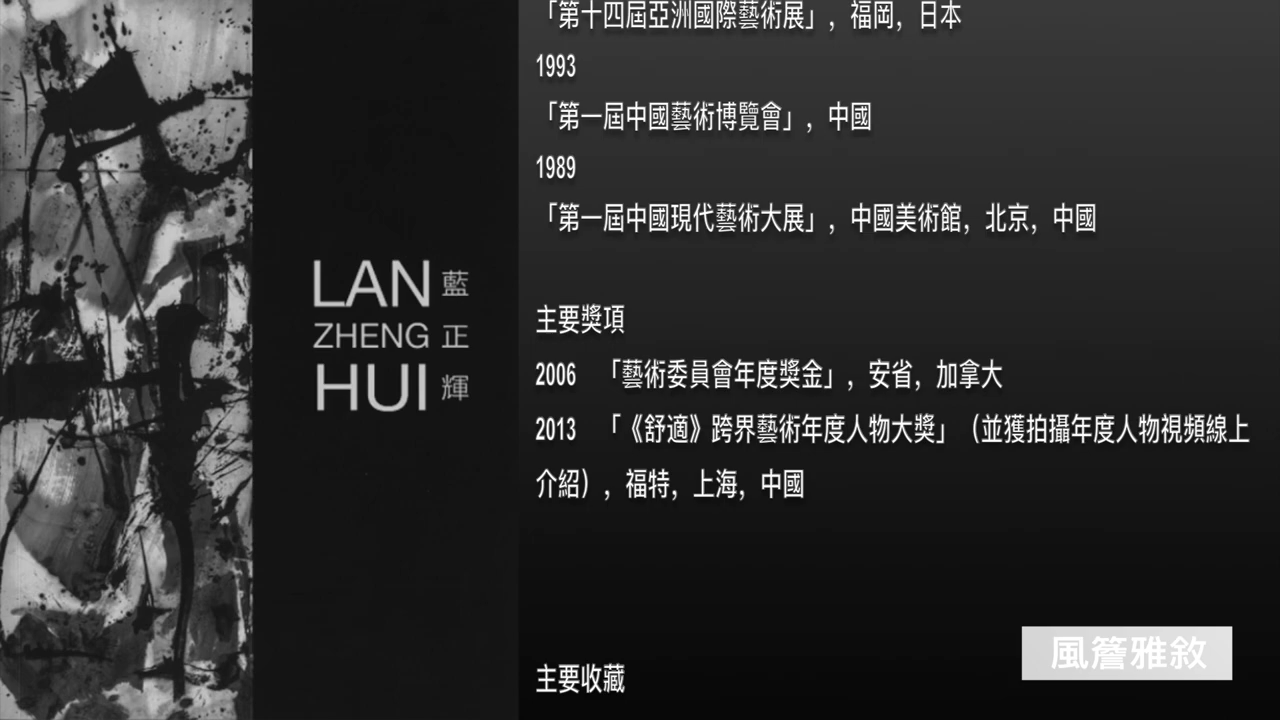 LAN 藍
ZHENG 正
HUI 輝
「第十四屆亞洲國際藝術展」，福岡，日本
1993
「第一屆中國藝術博覽會」，中國
1989
「第一屆中國現代藝術大展」，中國美術館，北京，中國
主要獎項
2006 「藝術委員會年度獎金」，安省，加拿大
2013 「《舒適》跨界藝術年度人物大獎」（並獲拍攝年度人物視頻線上
介紹），福特，上海，中國
主要收藏
風簷雅敘